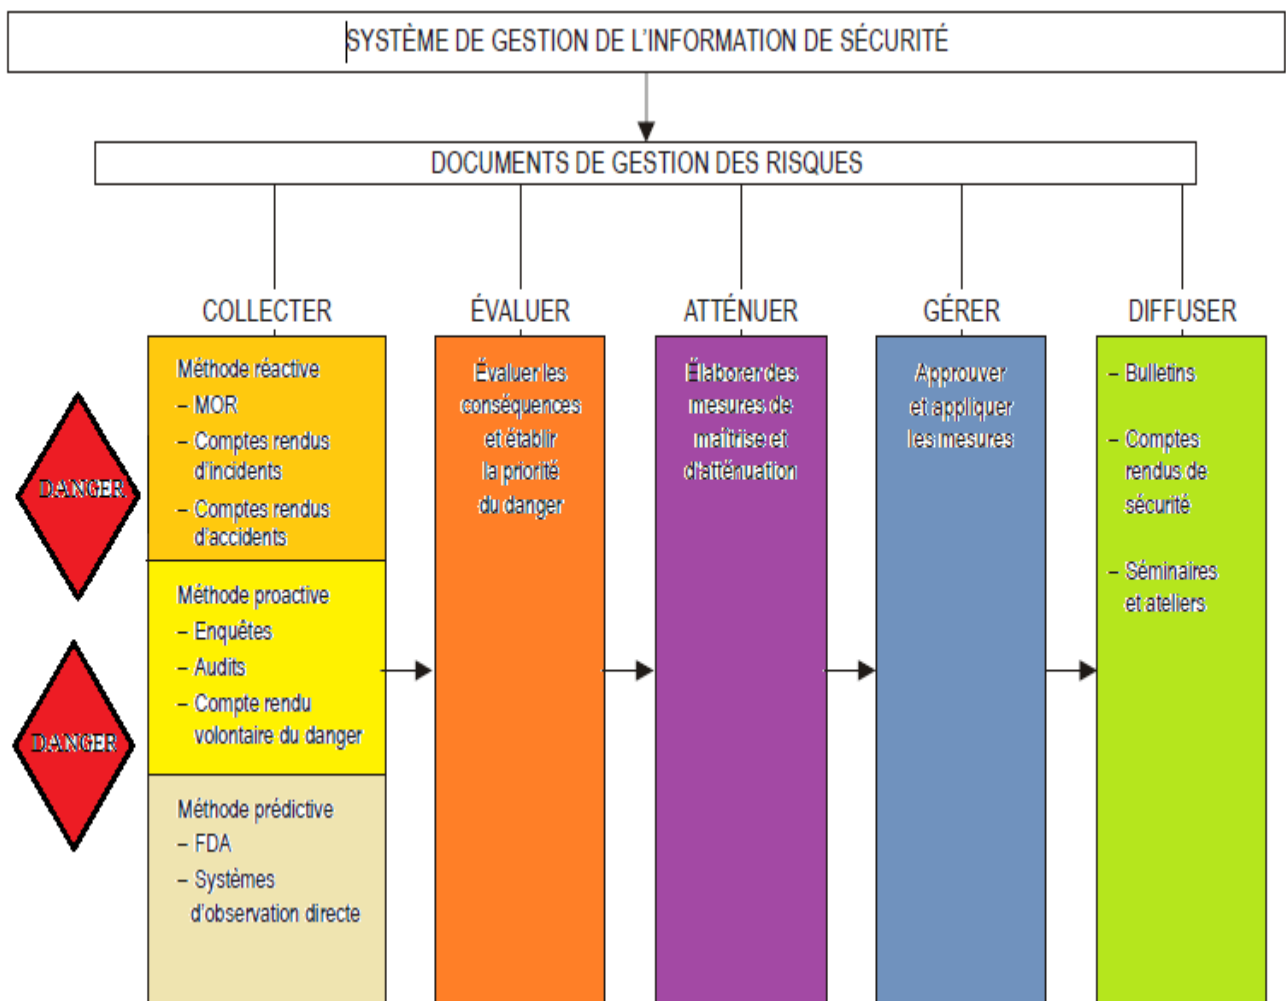 SYSTÈME DE GESTION DE L'INFORMATION DE SÉCURITÉ
DOCUMENTS DE GESTION DES RISQUES
COLLECTER
Méthode réactive
– MOR
– Comptes rendus
d'incidents
– Comptes rendus
d'accidents
Méthode proactive
– Enquêtes
– Audits
– Compte rendu
volontaire du danger
Méthode prédictive
– FDA
– Systèmes
d'observation directe
DANGER
DANGER
ÉVALUER
Évaluer les
conséquences
et établir
la priorité
du danger
ATTÉNUER
Élaborer des
mesures de
maîtrise et
d'atténuation
GÉRER
Approuver
et appliquer
les mesures
DIFFUSER
– Bulletins
– Comptes
rendus de
sécurité
– Séminaires
et ateliers